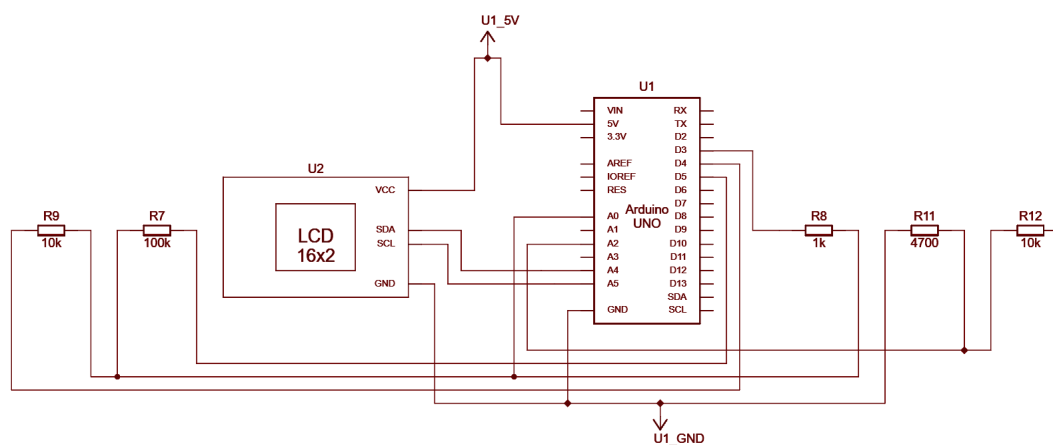 U1_5V
U1
VIN
5V
3.3V
AREF
IOREF
RES
A0
A1
A2
A3
A4
A5
GND
Arduino
UNO
RX
TX
D2
D3
D4
D5
D6
D7
D8
D9
D10
D11
D12
D13
SDA
SCL
U2
VCC
SDA
SCL
GND
LCD
16x2
R9
10k
R7
100k
R8
1k
R11
4700
R12
10k
U1_GND